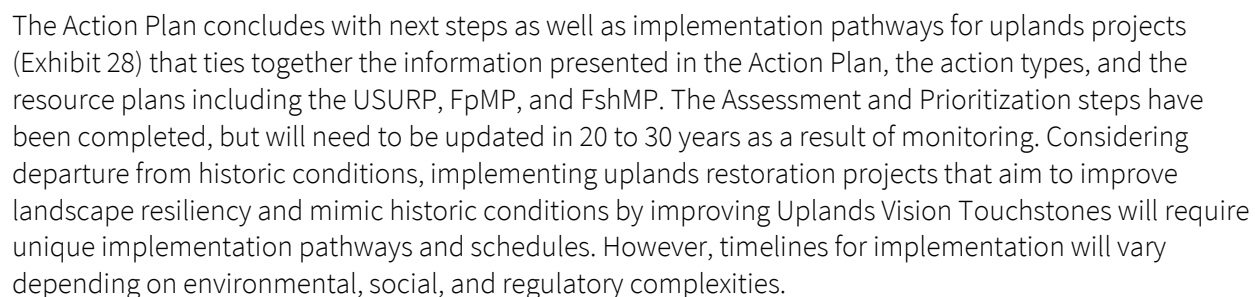 The Action Plan concludes with next steps as well as implementation pathways for uplands projects
(Exhibit 28) that ties together the information presented in the Action Plan, the action types, and the
resource plans including the USURP, FpMP, and FshMP. The Assessment and Prioritization steps have
been completed, but will need to be updated in 20 to 30 years as a result of monitoring. Considering
departure from historic conditions, implementing uplands restoration projects that aim to improve
landscape resiliency and mimic historic conditions by improving Uplands Vision Touchstones will require
unique implementation pathways and schedules. However, timelines for implementation will vary
depending on environmental, social, and regulatory complexities.